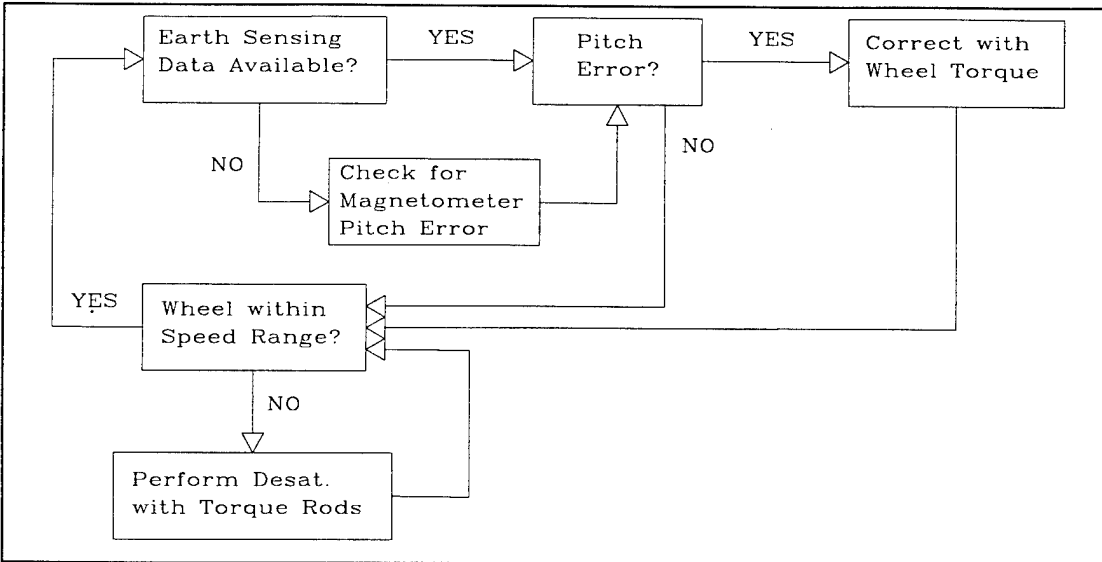 Earth Sensing
Data Available?
YES
Pitch
Error?
YES
Correct with
Wheel Torque
NO
NO
Check for
Magnetometer
Pitch Error
YES
Wheel within
Speed Range?
NO
Perform Desat.
with Torque Rods